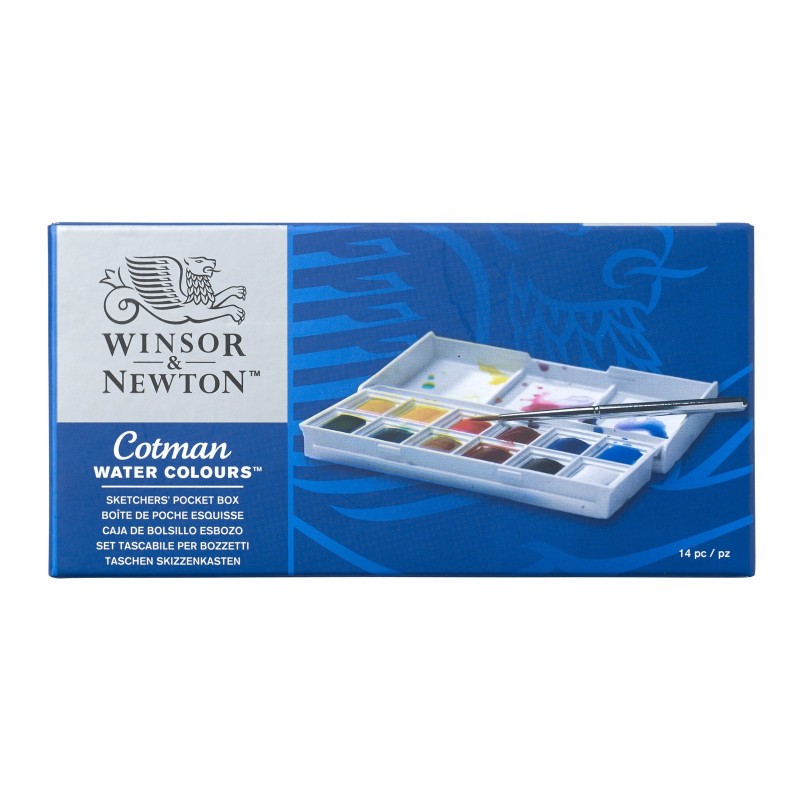 WINSOR
&
NEWTON™
Cotman
WATER COLOURS™
SKETCHERS' POCKET BOX
BOÎTE DE POCHE ESQUISSE
CAJA DE BOLSILLO ESBOZO
SET TASCABILE PER BOZZETTI
TASCHEN SKIZZENKASTEN
14 pc / pz